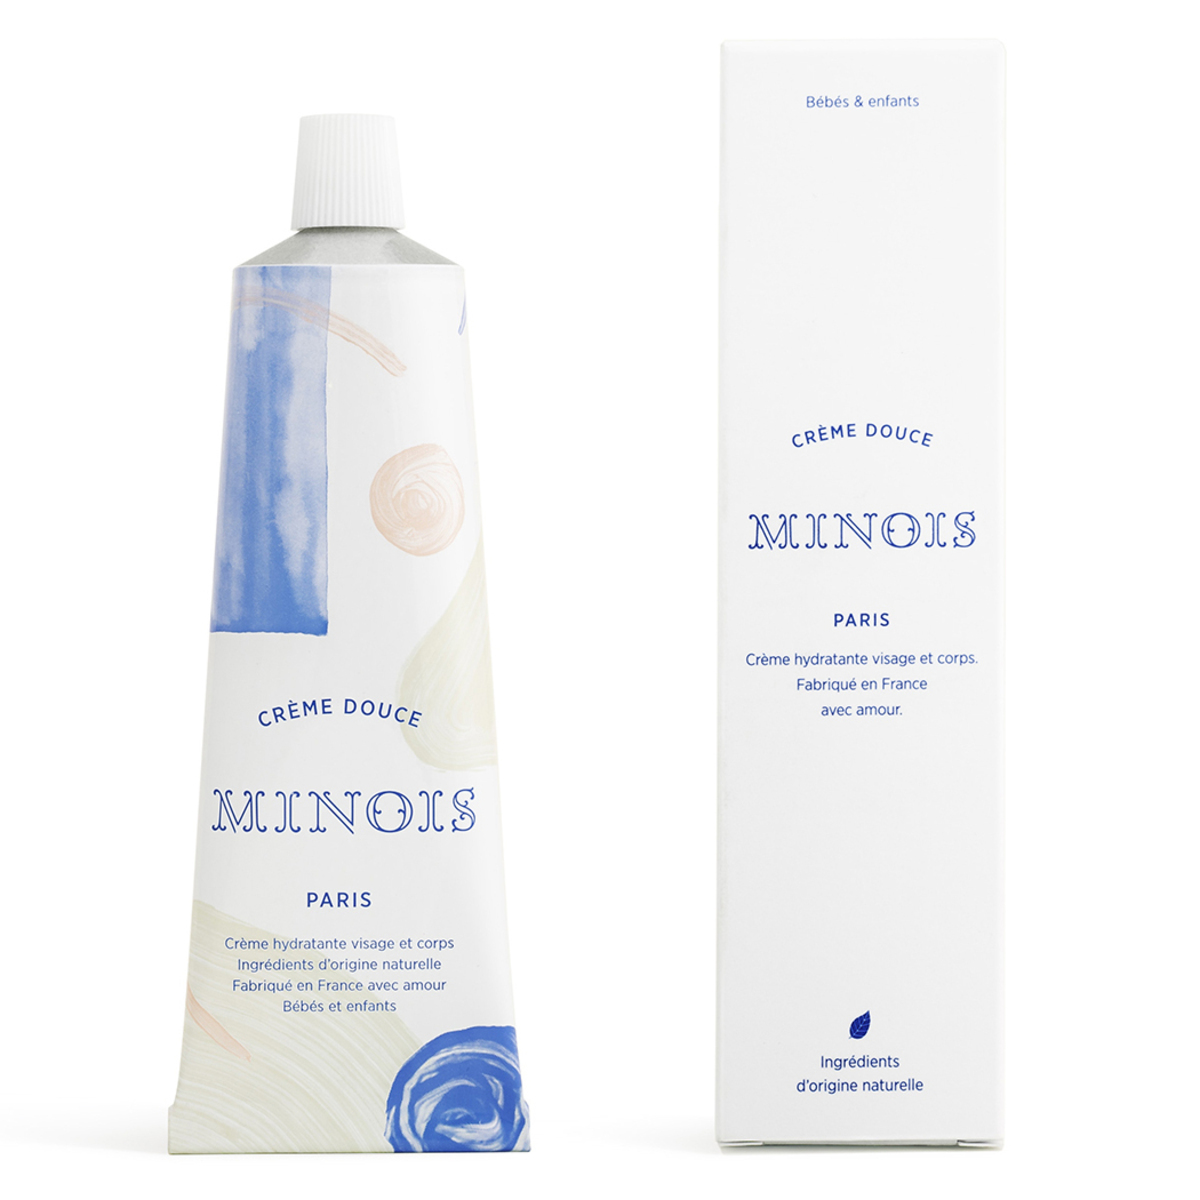 CRÈME DOUCE
MINOIS
PARIS
Crème hydratante visage et corps
Ingrédients d'origine naturelle
Fabriqué en France avec amour
Bébés et enfants
Bébés & enfants
CRÈME DOUCE
MINOIS
PARIS
Crème hydratante visage et corps.
Fabriqué en France
avec amour.
Ingrédients
d'origine naturelle